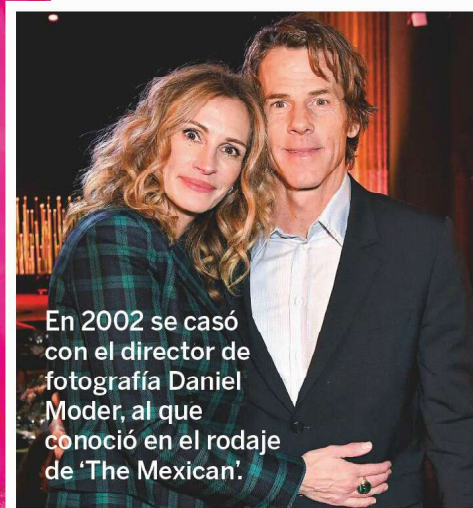 En 2002 se casó
con el director de
fotografía Daniel
Moder, al que
conoció en el rodaje
de ‘The Mexican’.